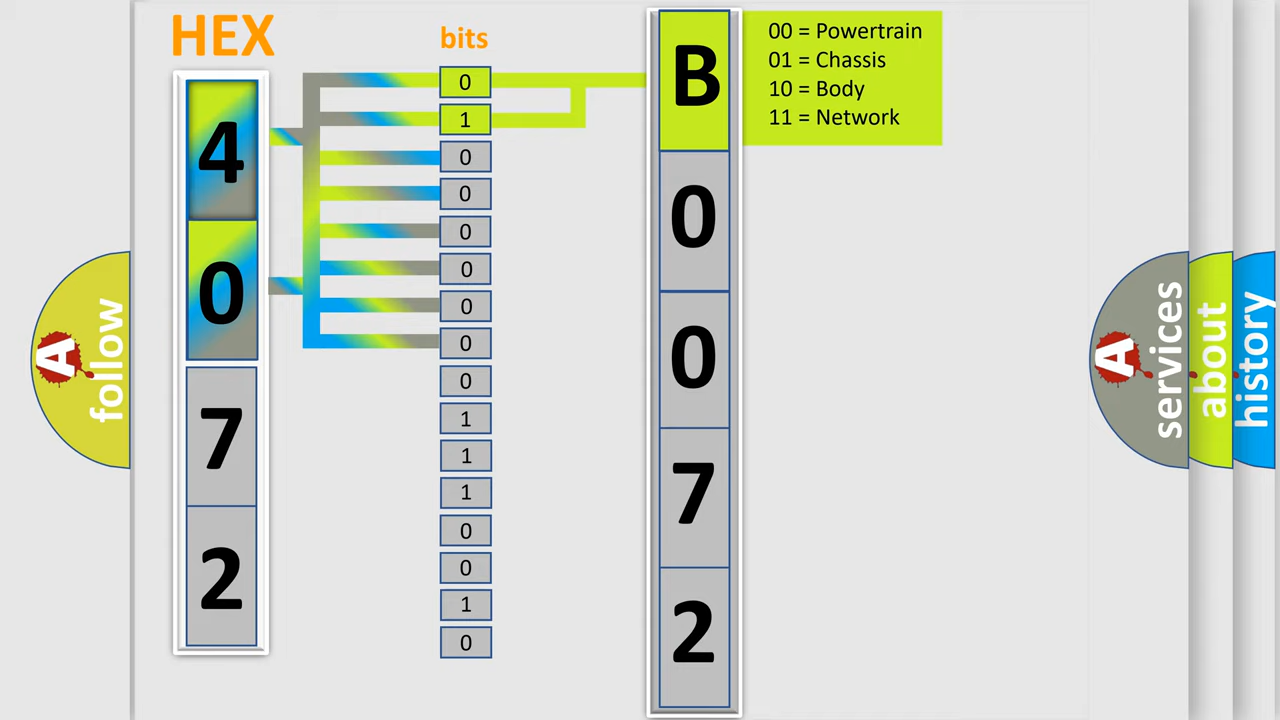 HEX
bits
4
0
7
2
0
1
0
0
0
0
0
0
0
1
1
1
0
0
1
0
B
0
0
7
2
00 = Powertrain
01 = Chassis
10 = Body
11 = Network
A
follow
A
services
about
history